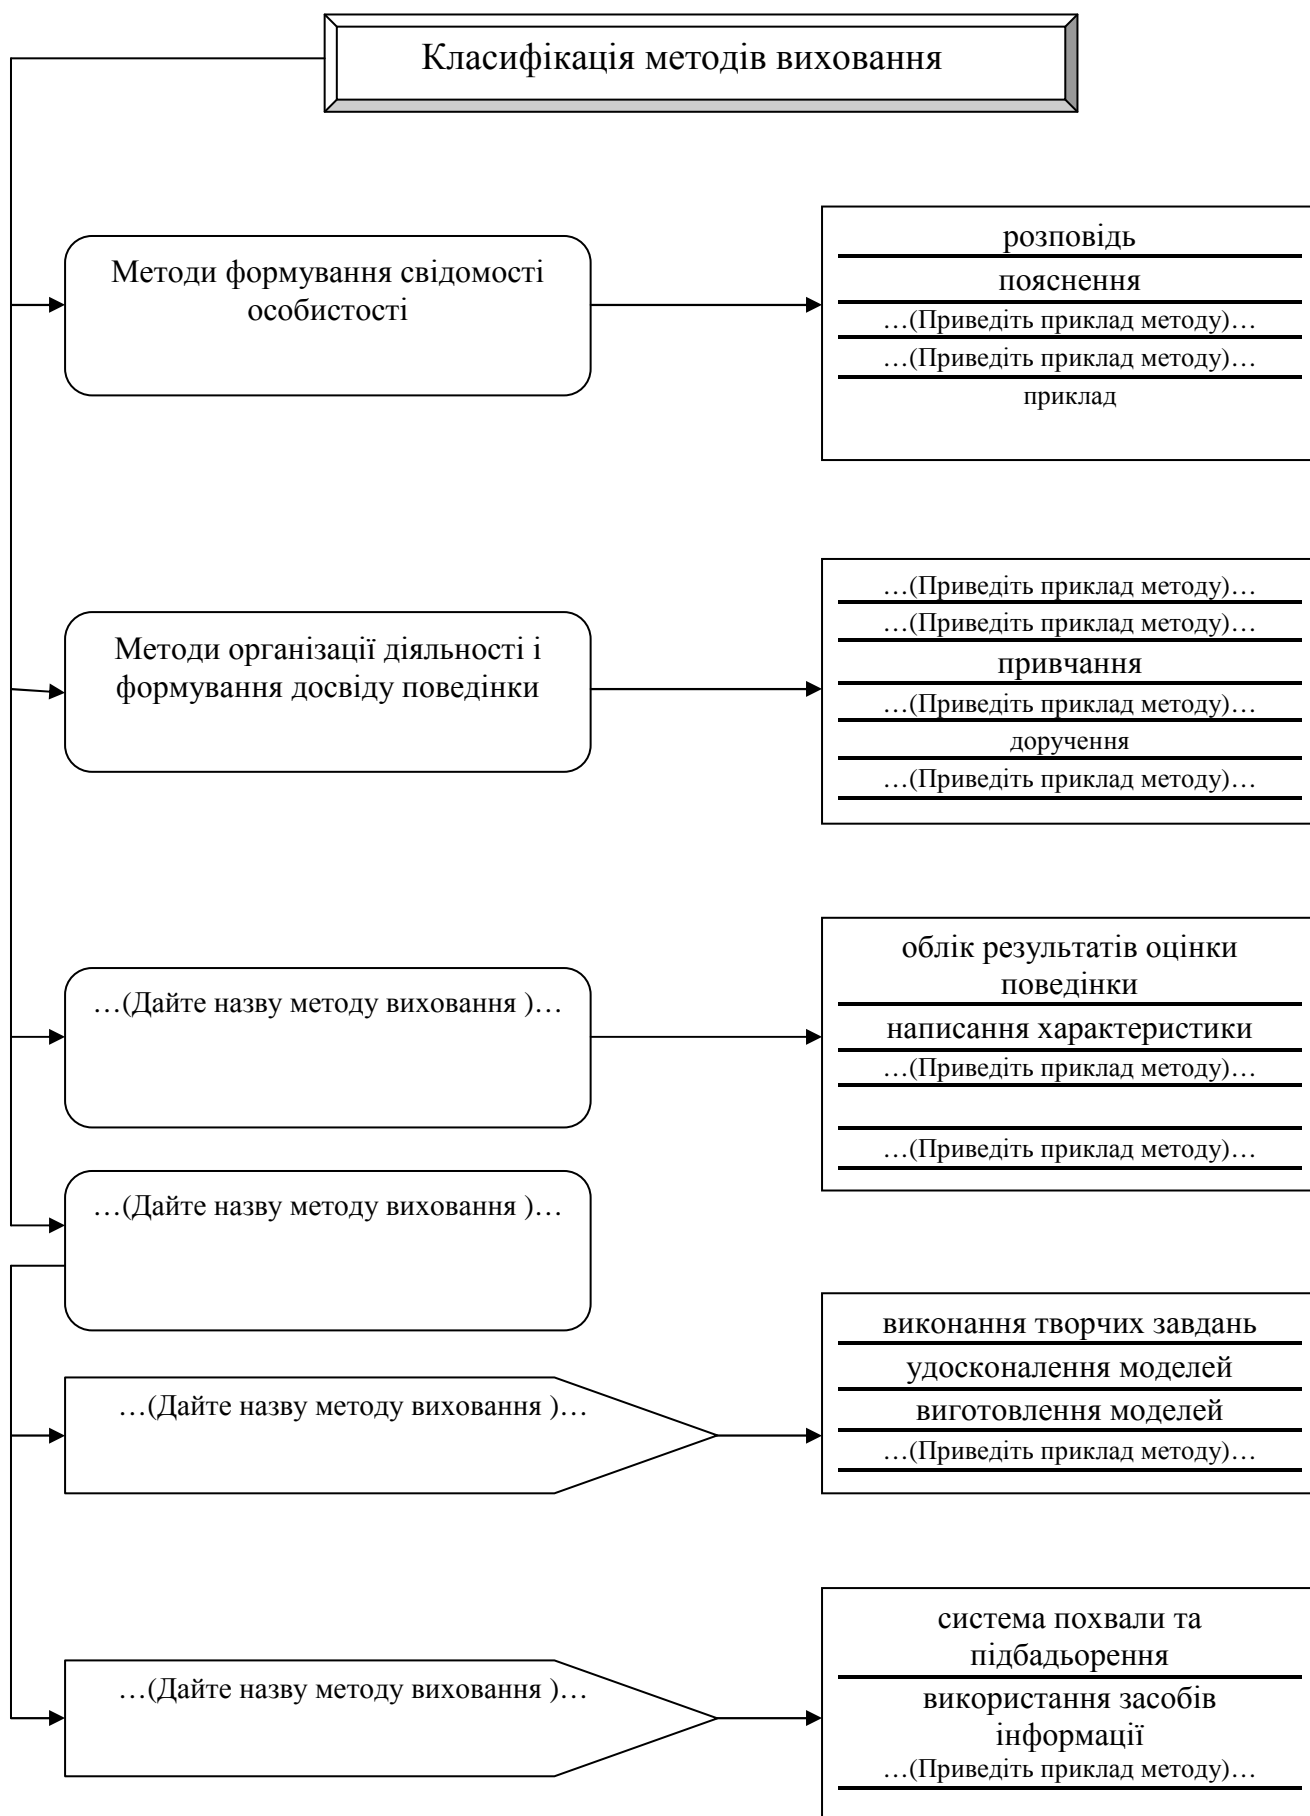 Класифікація методів виховання
Методи формування свідомості
особистості
розповідь
пояснення
…(Приведіть приклад методу)…
…(Приведіть приклад методу)…
приклад
Методи організації діяльності і
формування досвіду поведінки
…(Приведіть приклад методу)…
…(Приведіть приклад методу)…
привчання
…(Приведіть приклад методу)…
доручення
…(Приведіть приклад методу)…
…(Дайте назву методу виховання )…
облік результатів оцінки
поведінки
написання характеристики
…(Приведіть приклад методу)…
…(Приведіть приклад методу)…
…(Дайте назву методу виховання )…
…(Дайте назву методу виховання )…
виконання творчих завдань
удосконалення моделей
виготовлення моделей
…(Приведіть приклад методу)…
…(Дайте назву методу виховання )…
система похвали та
підбадьорення
використання засобів
інформації
…(Приведіть приклад методу)…